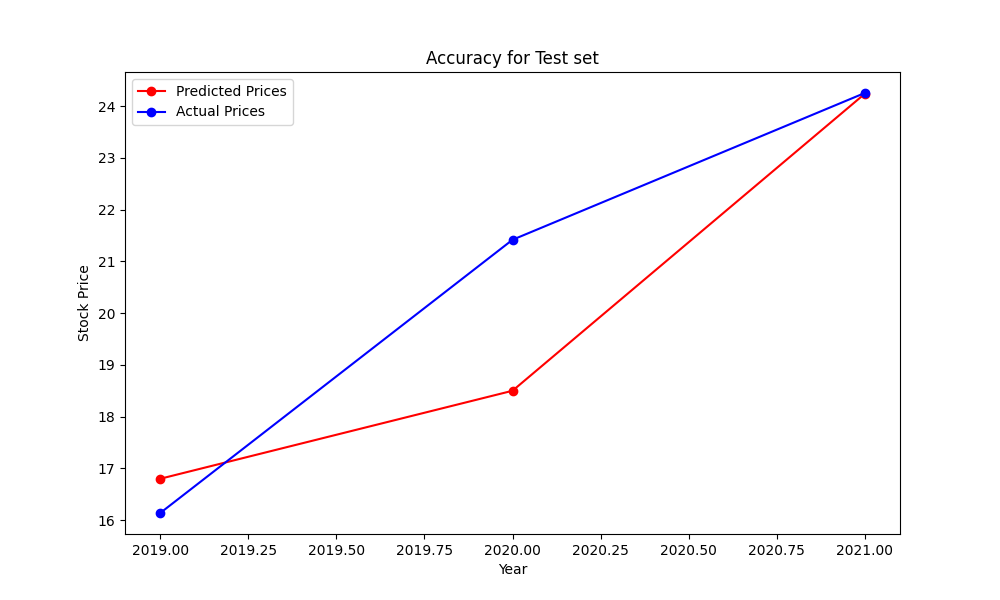 Accuracy for Test set
Predicted Prices
Actual Prices
24
23
22
21
20
19
18
17
16
Stock Price
2019.00 2019.25 2019.50 2019.75 2020.00 2020.25 2020.50 2020.75 2021.00
Year